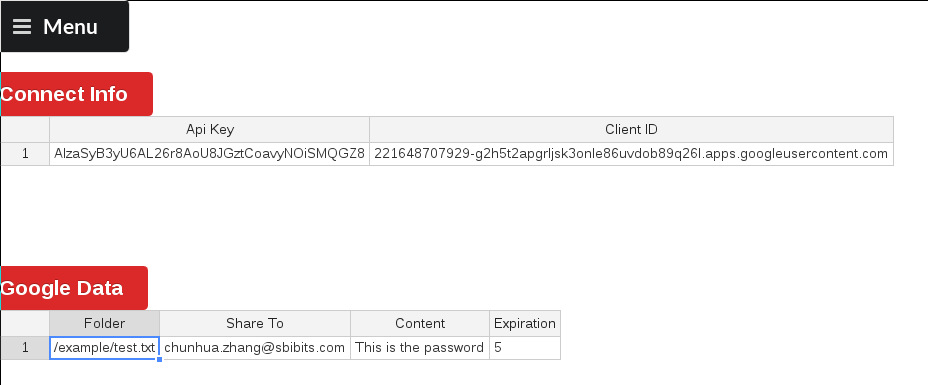 Menu
Connect Info
Api Key Client ID
1 AIzaSyB3yU6AL26r8AoU8JGztCoavyNOiSMQGZ8 221648707929-g2h5t2apgrljsk3onle86uvdob89q26l.apps.googleusercontent.com
Google Data
Folder Share To Content Expiration
1 /example/test.txt chunhua.zhang@sbibits.com This is the password 5